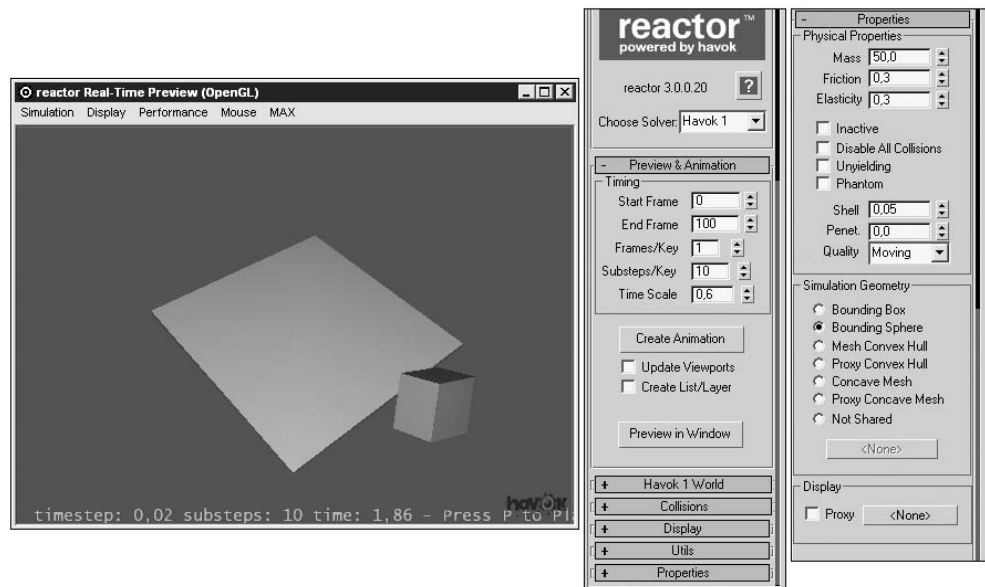 reactor Real-Time Preview (OpenGL)
Simulation Display Performance Mouse MAX
havok
timestep: 0,02 substeps: 10 time: 1,86 - Press P to Pla
reactor™
powered by havok
reactor 3.0.0.20 ?
Choose Solver: Havok 1
- Preview & Animation
Timing
Start Frame 0
End Frame 100
Frames/Key 1
Substeps/Key 10
Time Scale 0,6
Create Animation
Update Viewports
Create List/Layer
Preview in Window
+ Havok 1 World
+ Collisions
+ Display
+ Utils
+ Properties
- Properties
Physical Properties
Mass 50,0
Friction 0,3
Elasticity 0,3
Inactive
Disable All Collisions
Unyielding
Phantom
Shell 0,05
Penet. 0,0
Quality Moving
Simulation Geometry
Bounding Box
Bounding Sphere
Mesh Convex Hull
Proxy Convex Hull
Concave Mesh
Proxy Concave Mesh
Not Shared
<None>
Display
Proxy <None>